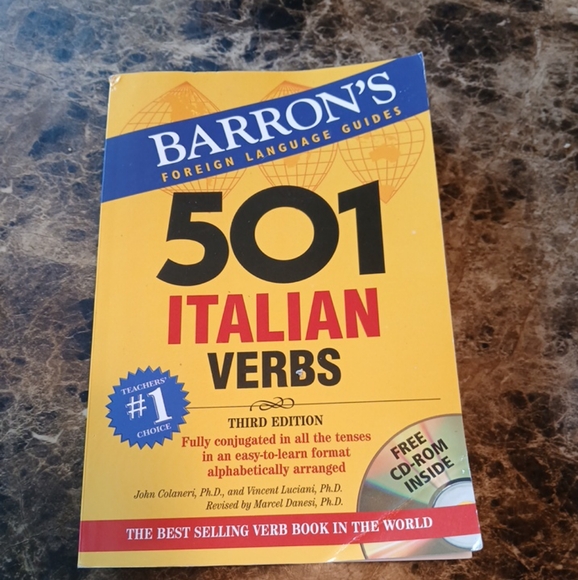 BARRON'S
FOREIGN LANGUAGE GUIDES
501
ITALIAN
VERBS
TEACHERS'
#1
CHOICE
THIRD EDITION
Fully conjugated in all the tenses
in an easy-to-learn format
alphabetically arranged
FREE
CD-ROM
INSIDE
John Colaneri, Ph.D., and Vincent Luciani, Ph.D.
Revised by Marcel Danesi, Ph.D.
THE BEST SELLING VERB BOOK IN THE WORLD